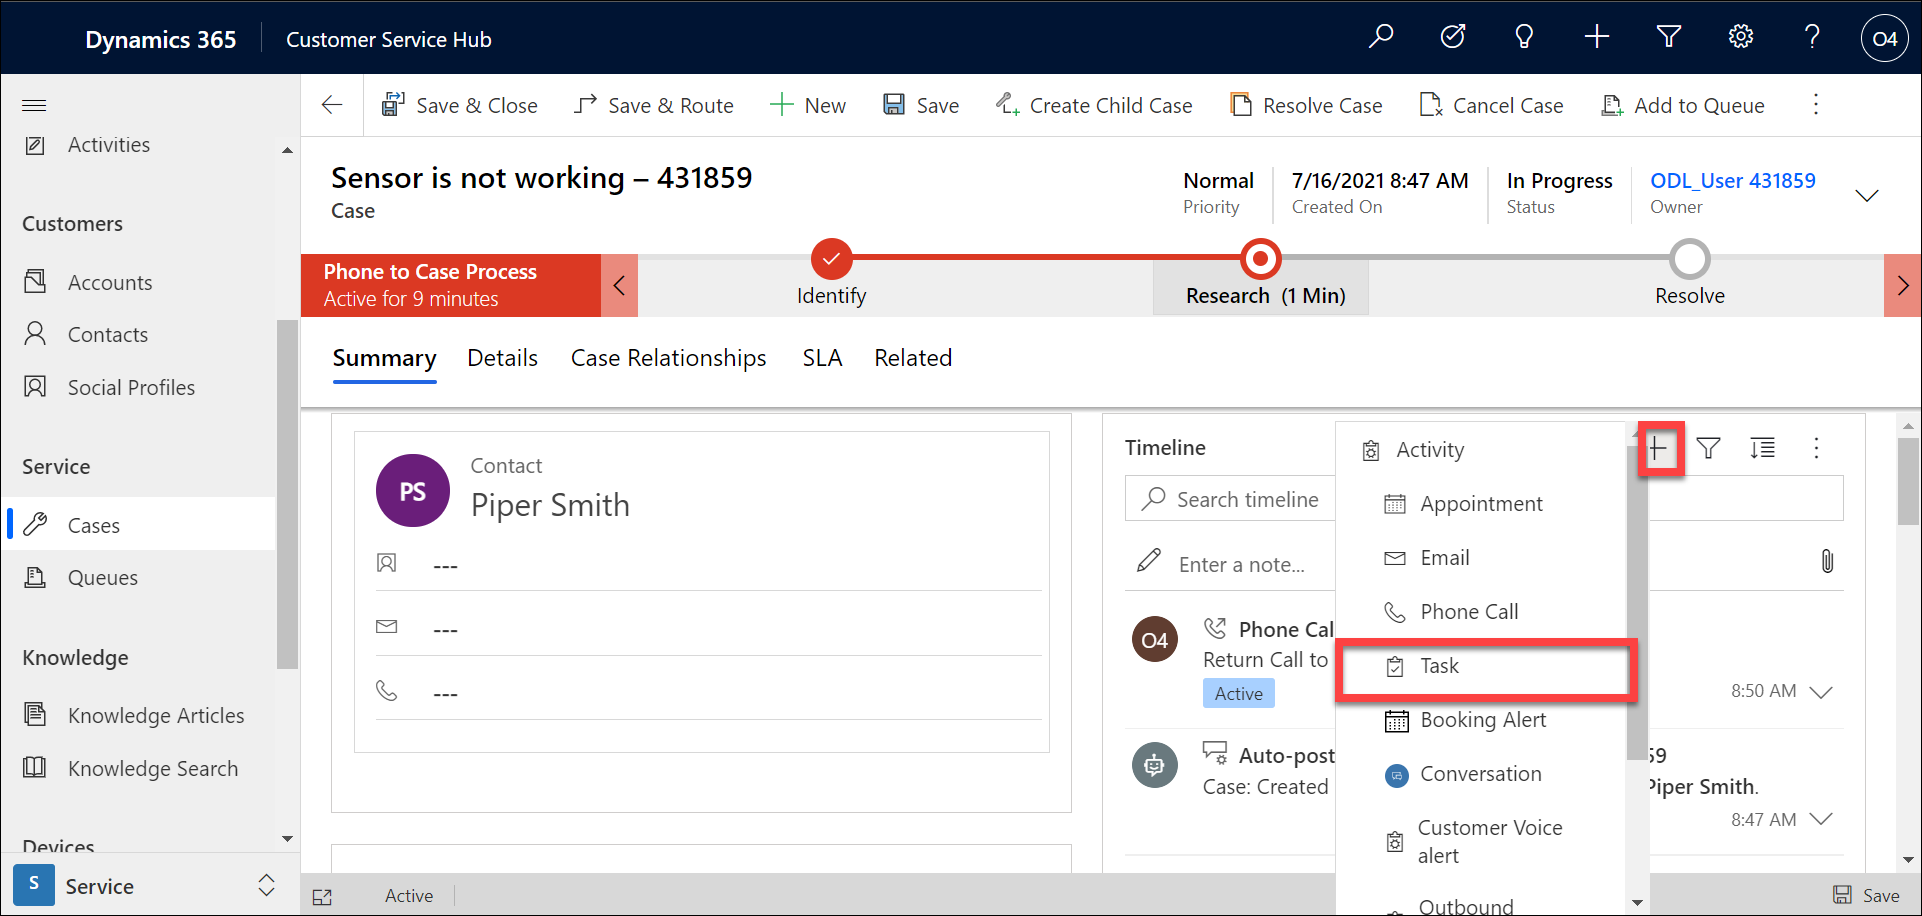 Dynamics 365
Customer Service Hub
O4
Save & Close
Save & Route
New
Save
Create Child Case
Resolve Case
Cancel Case
Add to Queue
Activities
Customers
Accounts
Contacts
Social Profiles
Service
Cases
Queues
Knowledge
Knowledge Articles
Knowledge Search
Devices
S
Service
Sensor is not working – 431859
Case
Normal
Priority
7/16/2021 8:47 AM
Created On
In Progress
Status
ODL_User 431859
Owner
Phone to Case Process
Active for 9 minutes
Identify
Research (1 Min)
Resolve
Summary
Details
Case Relationships
SLA
Related
PS
Contact
Piper Smith
---
---
---
Timeline
Search timeline
Enter a note...
O4
Phone Cal
Return Call to
Active
8:50 AM
Auto-post
59
Case: Created
Piper Smith.
8:47 AM
Activity
Appointment
Email
Phone Call
Task
Booking Alert
Conversation
Customer Voice
alert
Outbound
Active
Save